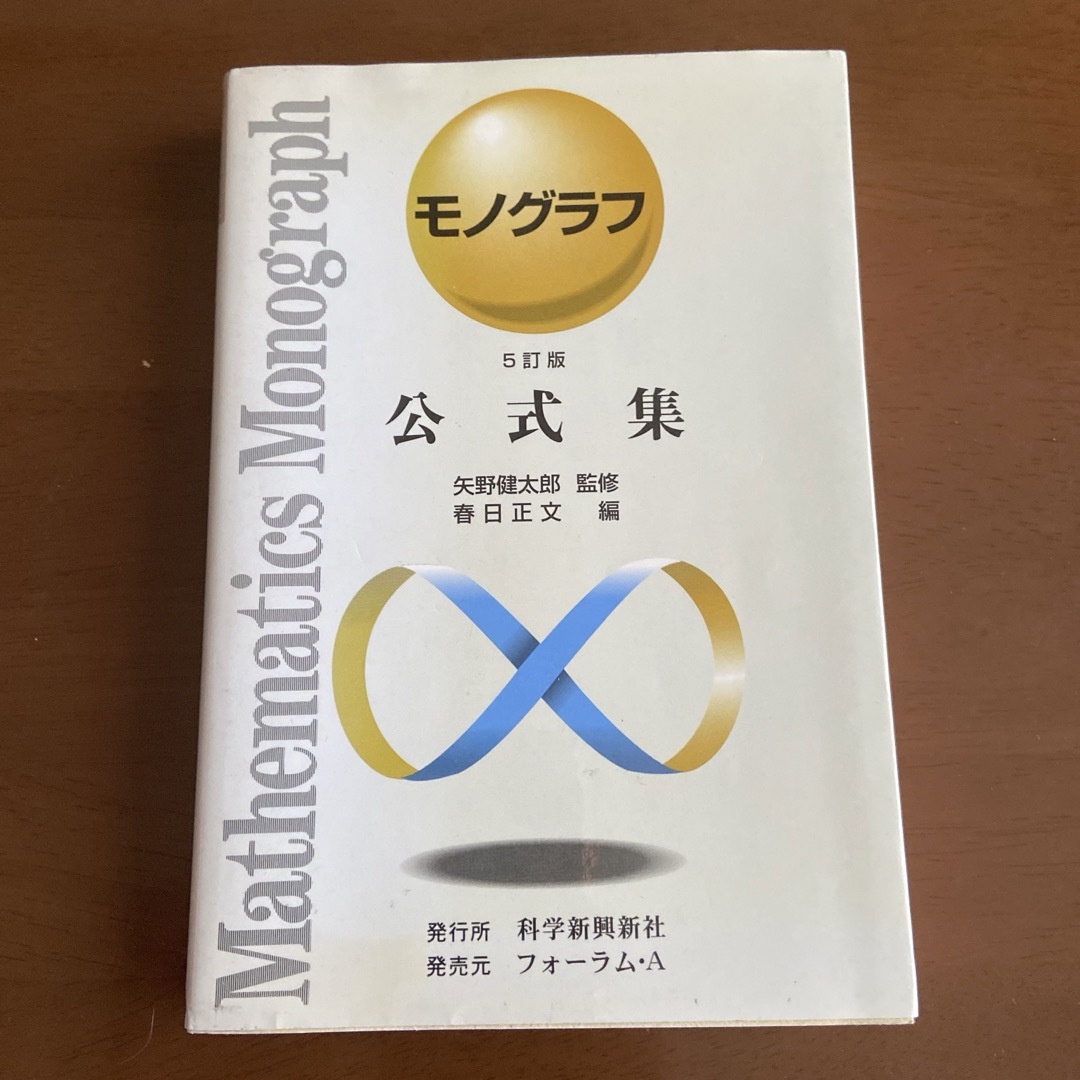 Mathematics Monograph
モノグラフ
5訂版
公式集
矢野健太郎 監修
春日正文 編
発行所 科学新興新社
発売元 フォーラム・A